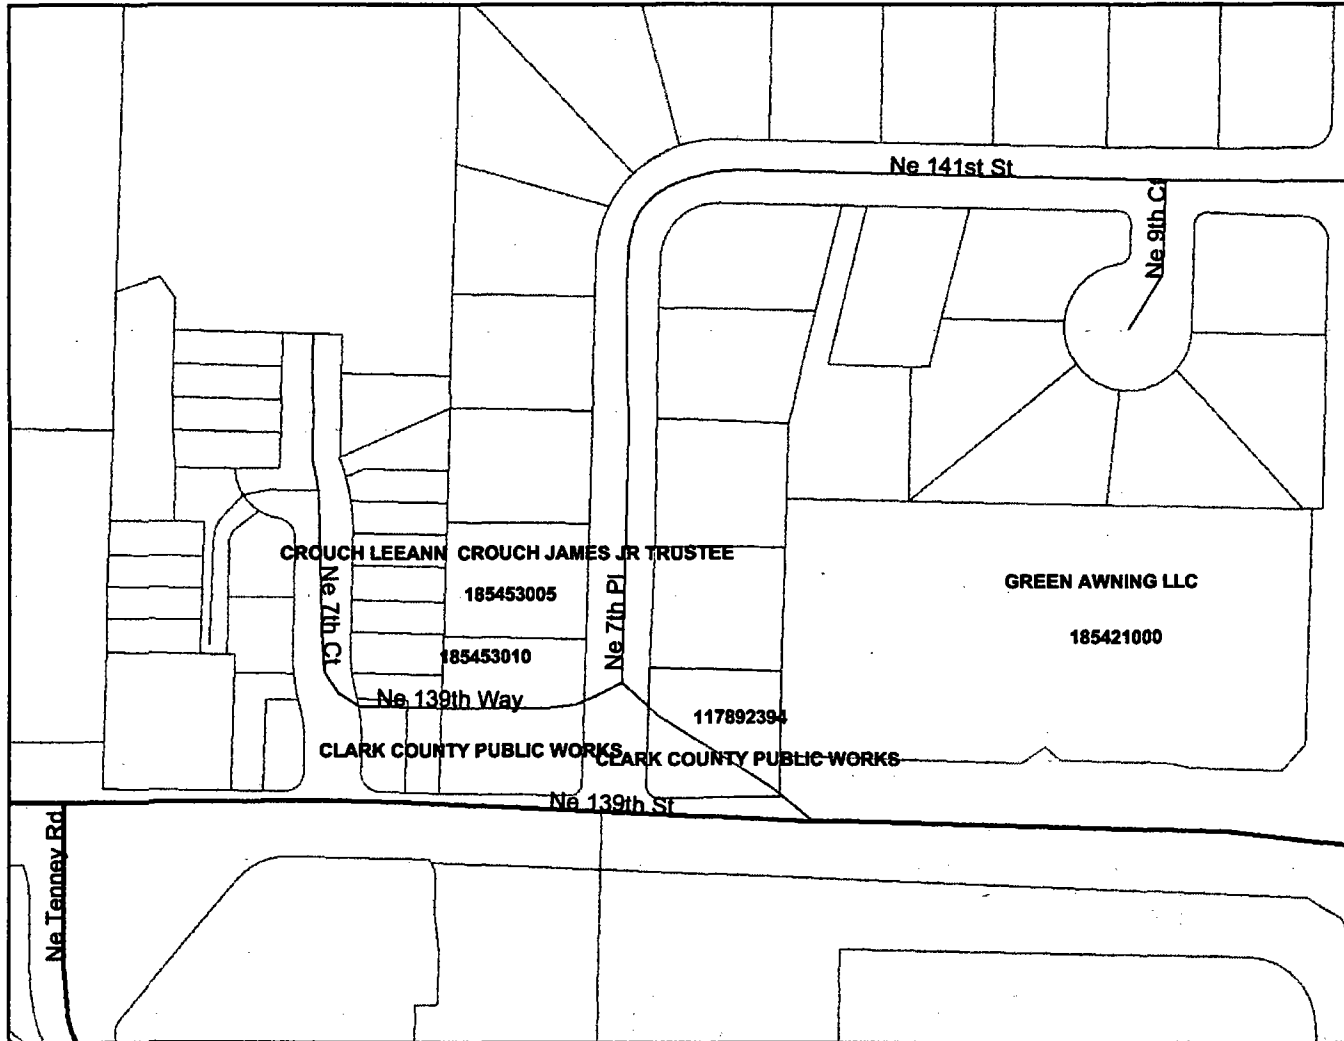 Ne 141st St
Ne 9th Ct
CROUCH LEEANN CROUCH JAMES JR TRUSTEE
185453005
GREEN AWNING LLC
185421000
Ne 7th Ct
Ne 7th Pl
185453010
Ne 139th Way
117892394
CLARK COUNTY PUBLIC WORKS
CLARK COUNTY PUBLIC WORKS
Ne 139th St
Ne Tenney Rd